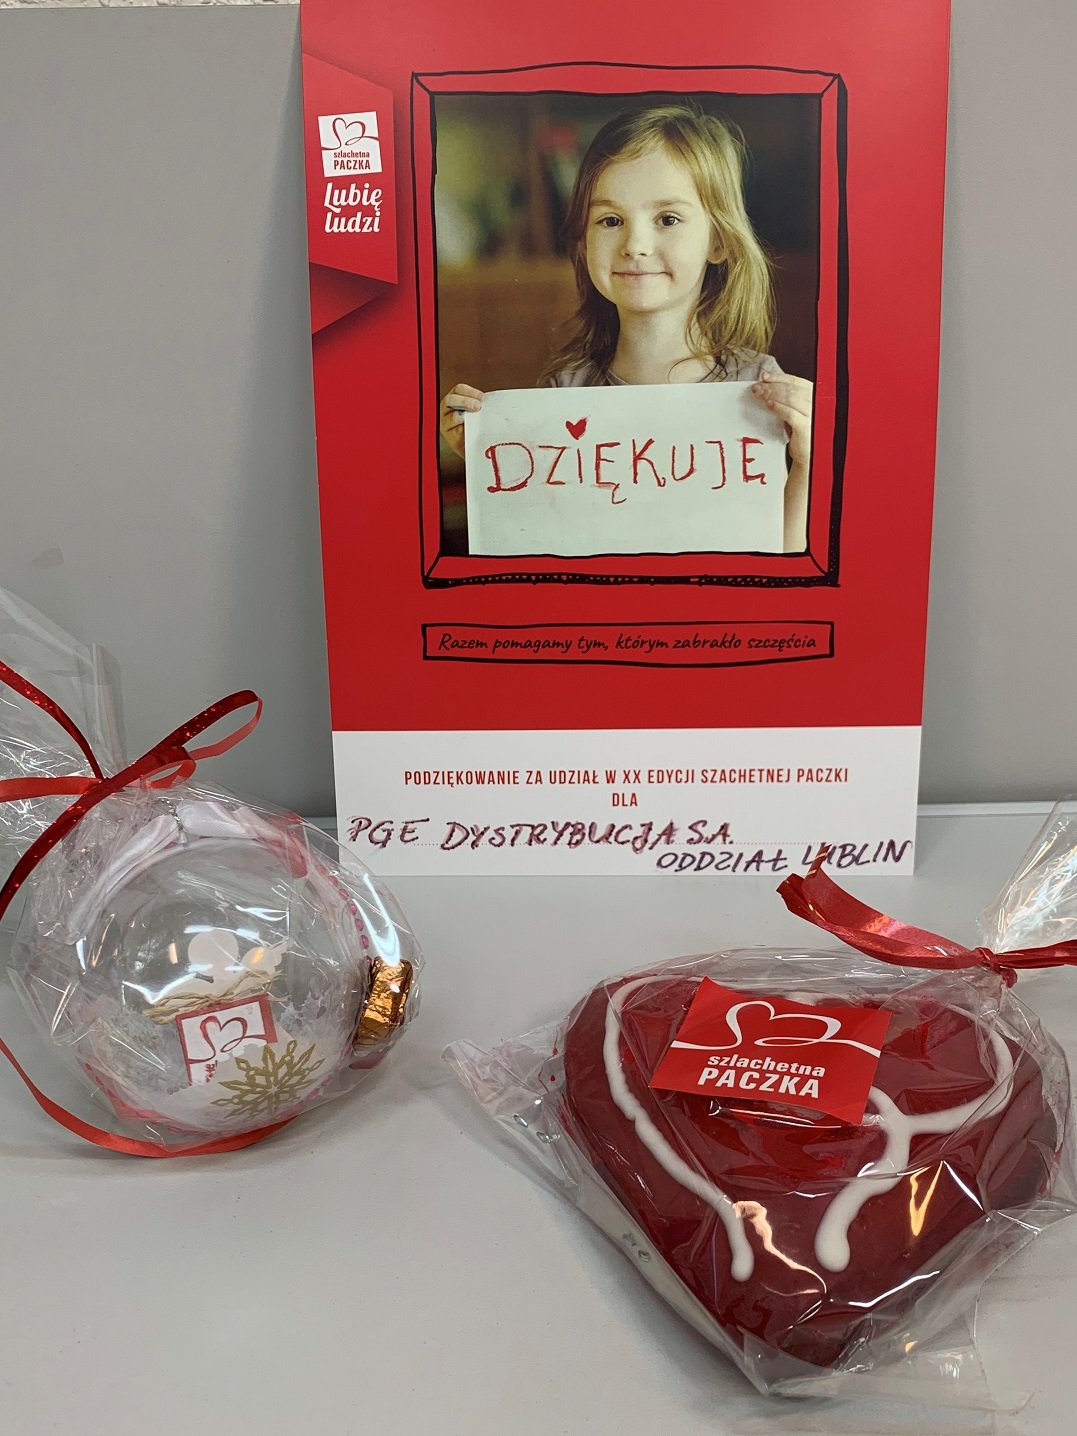 szlachetna
PACZKA
Lubię
ludzi
DZIĘKUJĘ
Razem pomagamy tym, którym zabrakło szczęścia
PODZIĘKOWANIE ZA UDZIAŁ W XX EDYCJI SZACHETNEJ PACZKI
DLA
PGE DYSTRYBUCJA S.A.
ODDZIAŁ LUBLIN
szlachetna
PACZKA